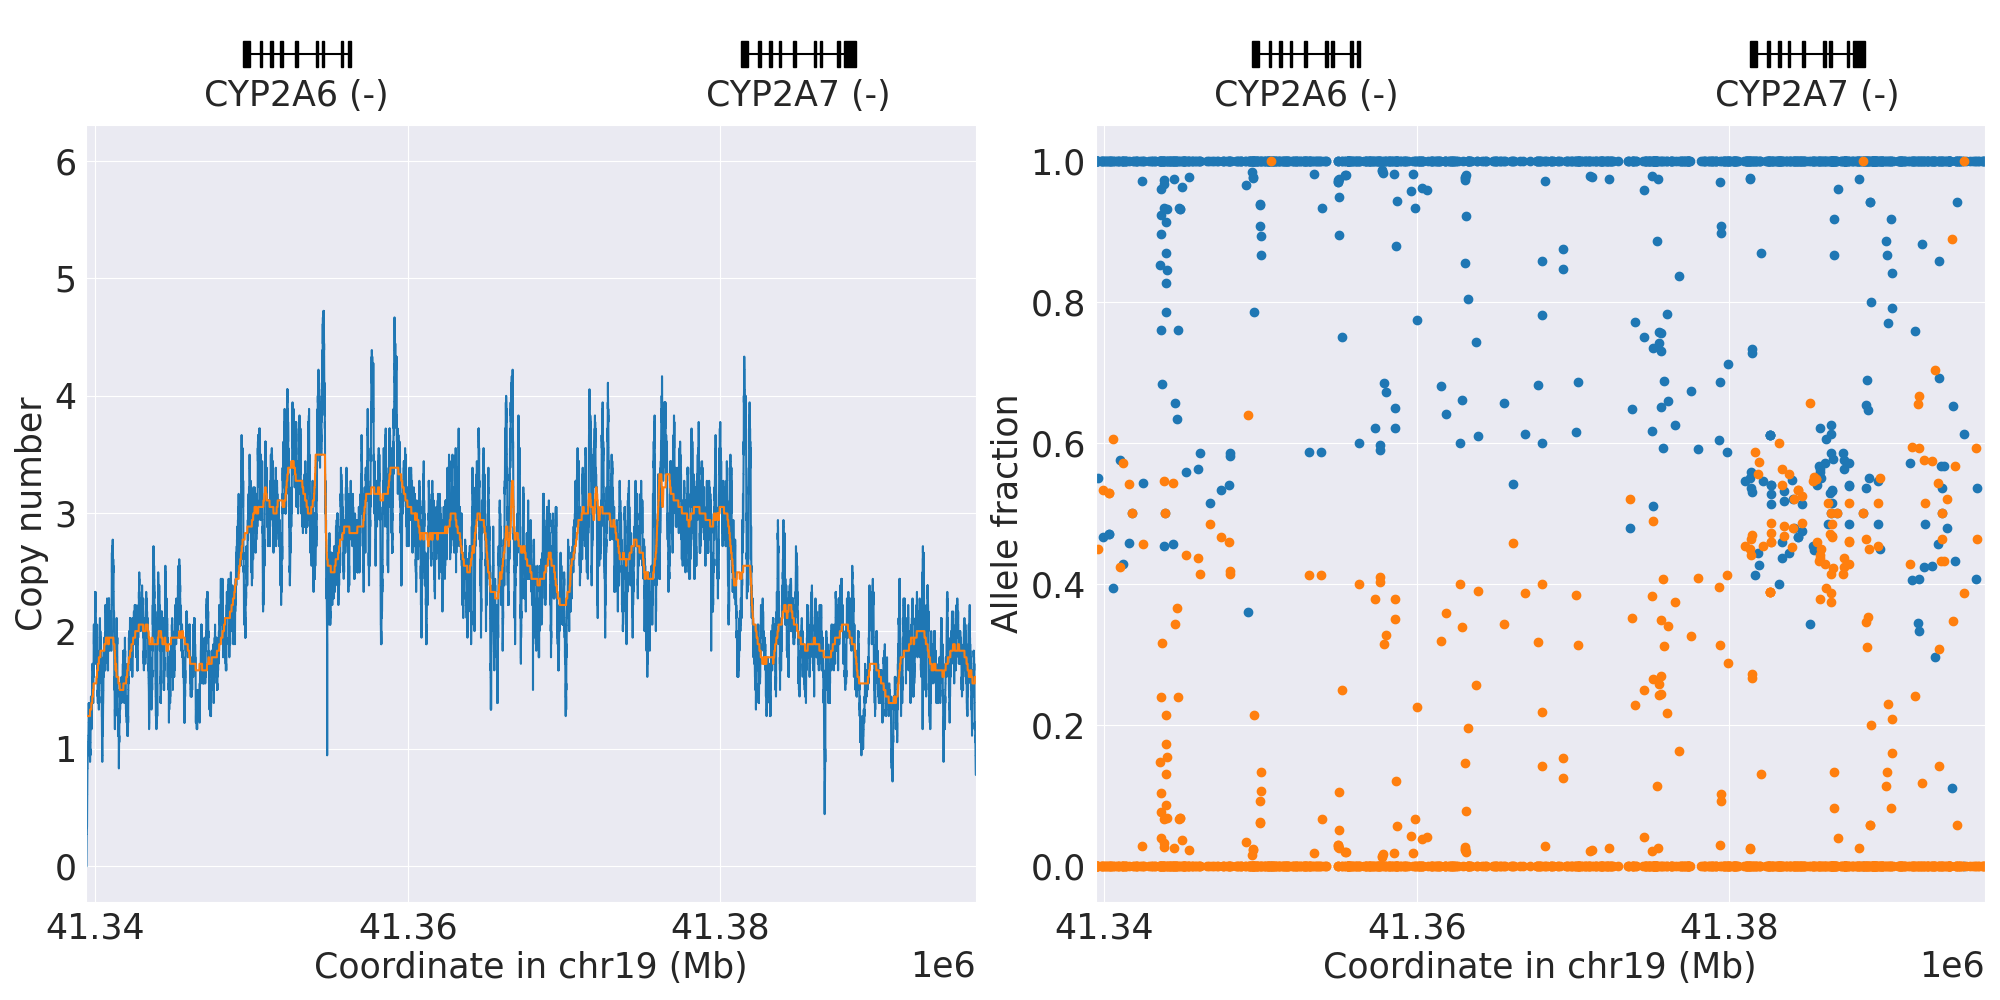 CYP2A6 (-)
CYP2A7 (-)
6
5
4
3
2
1
0
Copy number
41.34
41.36
41.38
Coordinate in chr19 (Mb)
1e6
CYP2A6 (-)
CYP2A7 (-)
1.0
0.8
0.6
0.4
0.2
0.0
Allele fraction
41.34
41.36
41.38
Coordinate in chr19 (Mb)
1e6